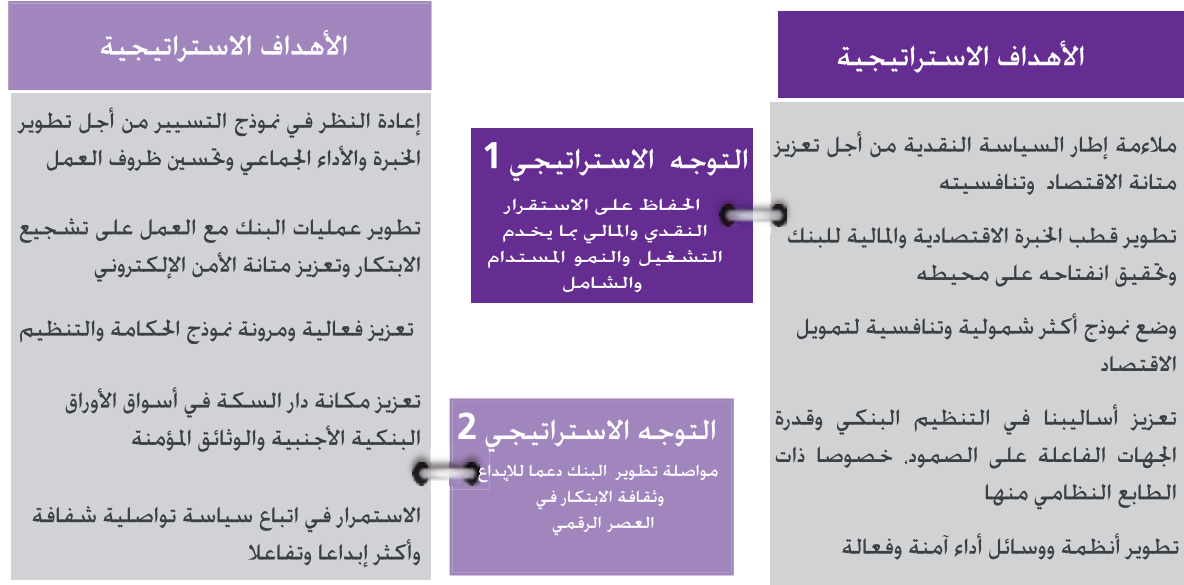 الأهداف الاستراتيجية
ملاءمة إطار السياسة النقدية من أجل تعزيز
متانة الاقتصاد وتنافسيته
تطوير قطب الخبرة الاقتصادية والمالية للبنك
وتحقيق انفتاحه على محيطه
وضع نموذج أكثر شمولية وتنافسية لتمويل
الاقتصاد
تعزيز أساليبنا في التنظيم البنكي وقدرة
الجهات الفاعلة على الصمود، خصوصا ذات
الطابع النظامي منها
تطوير أنظمة ووسائل أداء آمنة وفعالة
التوجه الاستراتيجي 1
الحفاظ على الاستقرار
النقدي والمالي بما يخدم
التشغيل والنمو المستدام
والشامل
التوجه الاستراتيجي 2
مواصلة تطوير البنك دعما للإبداع
وثقافة الابتكار في
العصر الرقمي
الأهداف الاستراتيجية
إعادة النظر في نموذج التسيير من أجل تطوير
الخبرة والأداء الجماعي وتحسين ظروف العمل
تطوير عمليات البنك مع العمل على تشجيع
الابتكار وتعزيز متانة الأمن الإلكتروني
تعزيز فعالية ومرونة نموذج الحكامة والتنظيم
تعزيز مكانة دار السكة في أسواق الأوراق
البنكية الأجنبية والوثائق المؤمنة
الاستمرار في اتباع سياسة تواصلية شفافة
وأكثر إبداعا وتفاعلا